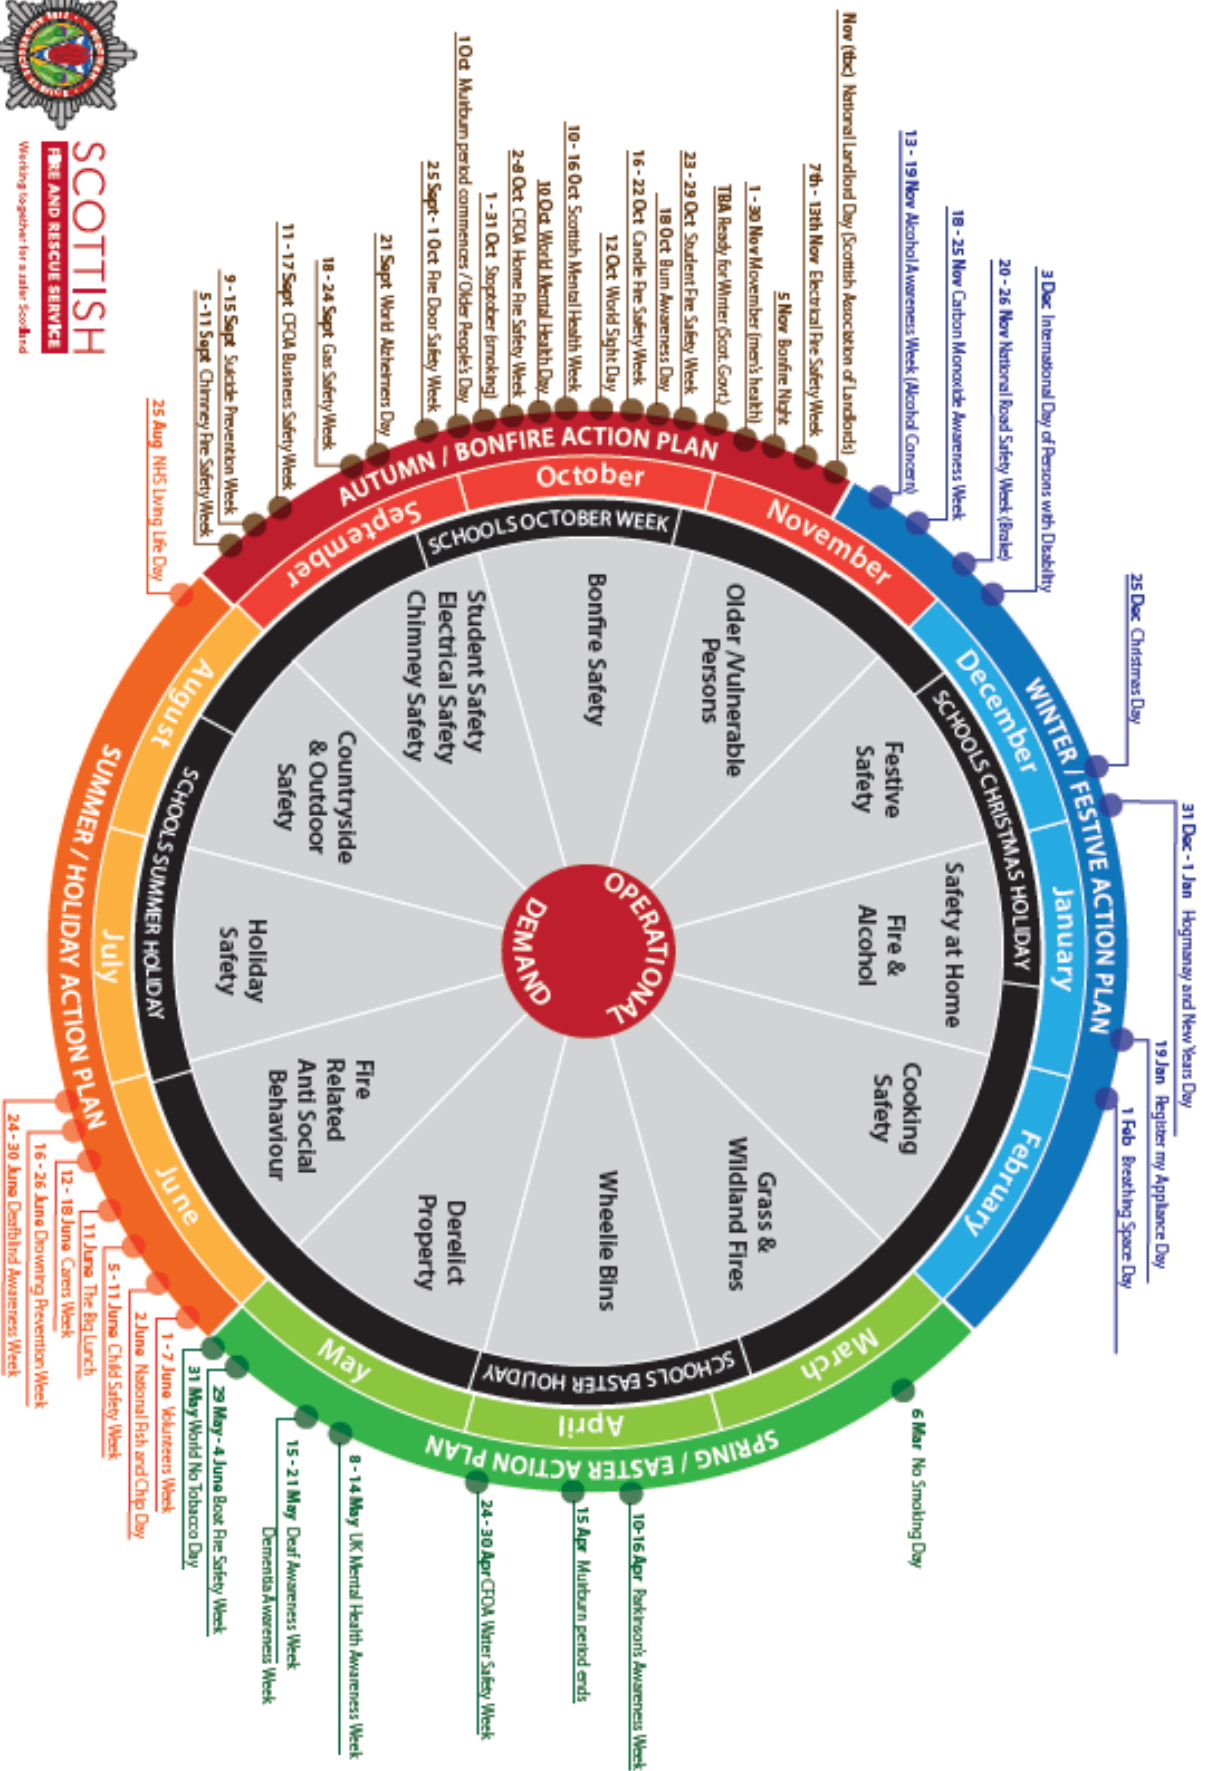 SCOTTISH
FIRE AND RESCUE SERVICE
Working together for a safer Scotland
WINTER / FESTIVE ACTION PLAN
3 Dec International Day of Persons with Disability
20 - 26 Nov National Road Safety Week (Brake)
18 - 25 Nov Carbon Monoxide Awareness Week
13 - 19 Nov Alcohol Awareness Week (Alcohol Concern)
25 Dec Christmas Day
31 Dec - 1 Jan Hogmanay and New Years Day
19 Jan Register my Appliance Day
1 Feb Breathing Space Day
SPRING / EASTER ACTION PLAN
6 Mar No Smoking Day
10-16 Apr Parkinson's Awareness Week
15 Apr Muirburn period ends
24 - 30 Apr CFOA Water Safety Week
8 - 14 May UK Mental Health Awareness Week
15 - 21 May Deaf Awareness Week
Dementia Awareness Week
29 May - 4 June Boat Fire Safety Week
31 May World No Tobacco Day
SUMMER / HOLIDAY ACTION PLAN
1 - 7 June Volunteers Week
2 June National Fish and Chip Day
5 - 11 June Child Safety Week
11 June The Big Lunch
12 - 18 June Carers Week
16 - 26 June Drowning Prevention Week
24 - 30 June Deafblind Awareness Week
25 Aug NHS Living Life Day
AUTUMN / BONFIRE ACTION PLAN
5 -11 Sept Chimney Fire Safety Week
9 - 15 Sept Suicide Prevention Week
11 - 17 Sept CFOA Business Safety Week
18 - 24 Sept Gas Safety Week
21 Sept World Alzheimers Day
25 Sept - 1 Oct Fire Door Safety Week
1 Oct Muirburn period commences / Older People's Day
1 - 31 Oct Stoptober (smoking)
2-8 Oct CFOA Home Fire Safety Week
10 Oct World Mental Health Day
10 - 16 Oct Scottish Mental Health Week
12 Oct World Sight Day
16 - 22 Oct Candle Fire Safety Week
18 Oct Burn Awareness Day
23 - 29 Oct Student Fire Safety Week
TBA Ready for Winter (Scot. Govt.)
1 - 30 Nov Movember (men's health)
5 Nov Bonfire Night
7th - 13th Nov Electrical Fire Safety Week
Nov (tbc) National Landlord Day (Scottish Association of Landlords)
December
January
February
March
April
May
June
July
August
September
October
November
SCHOOLS CHRISTMAS HOLIDAY
SCHOOLS EASTER HOLIDAY
SCHOOLS SUMMER HOLIDAY
SCHOOLS OCTOBER WEEK
Festive
Safety
Safety at Home
Fire &
Alcohol
Cooking
Safety
Grass &
Wildland Fires
Wheelie Bins
Derelict
Property
Fire
Related
Anti Social
Behaviour
Holiday
Safety
Countryside
& Outdoor
Safety
Student Safety
Electrical Safety
Chimney Safety
Bonfire Safety
Older /Vulnerable
Persons
OPERATIONAL
DEMAND